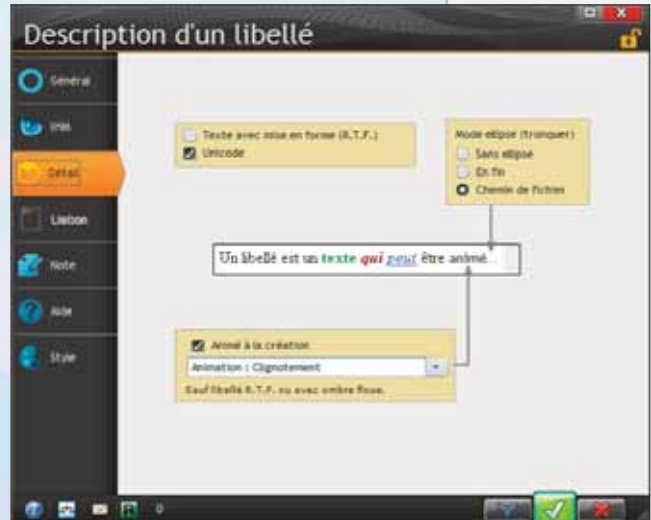 Description d'un libellé
Général
IHM
Détail
Liaison
Note
Aide
Style
Texte avec mise en forme (R.T.F.)
Unicode
Mode ellipse (tronquer)
Sans ellipse
En fin
Chemin de fichier
Un libellé est un texte qui peut être animé...
Animé à la création
Animation : Clignotement
Sauf libellé R.T.F. ou avec ombre floue.
0